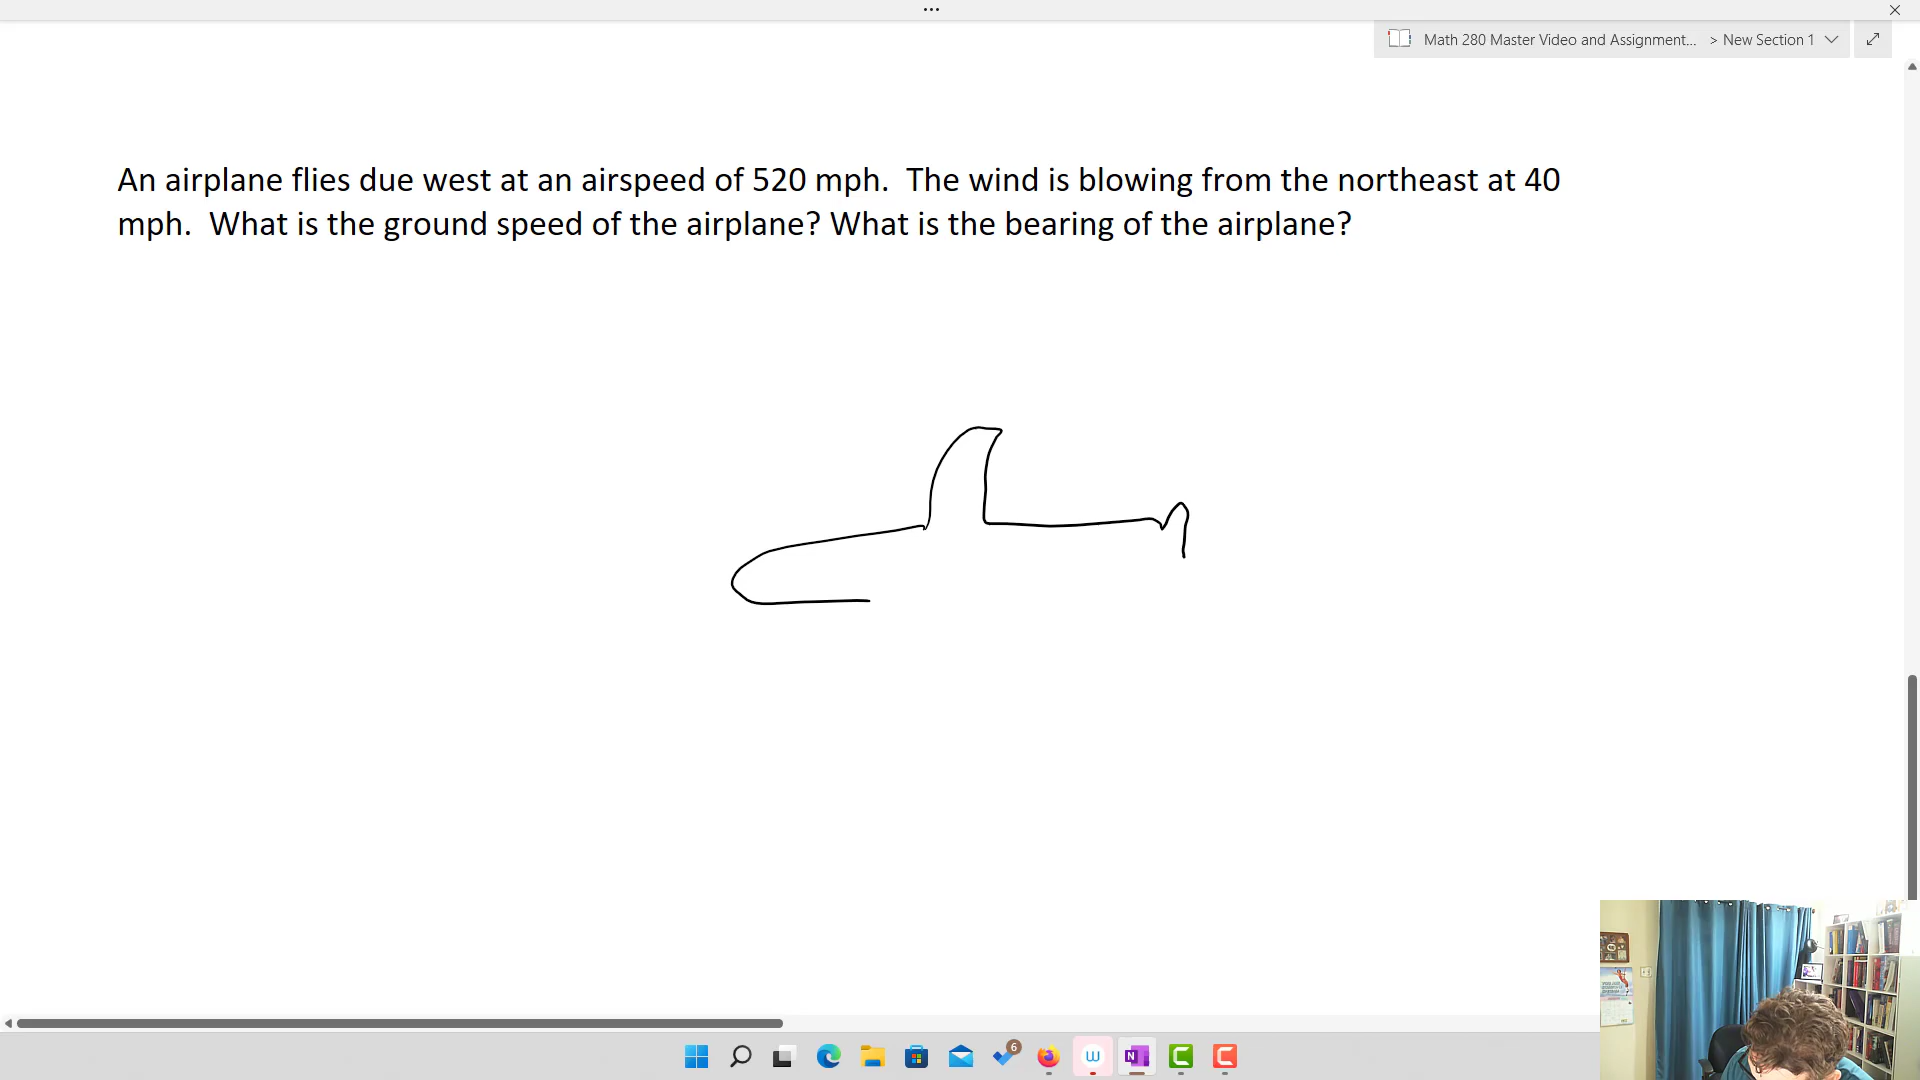 Math 280 Master Video and Assignment... > New Section 1
An airplane flies due west at an airspeed of 520 mph.  The wind is blowing from the northeast at 40
mph.  What is the ground speed of the airplane? What is the bearing of the airplane?
6